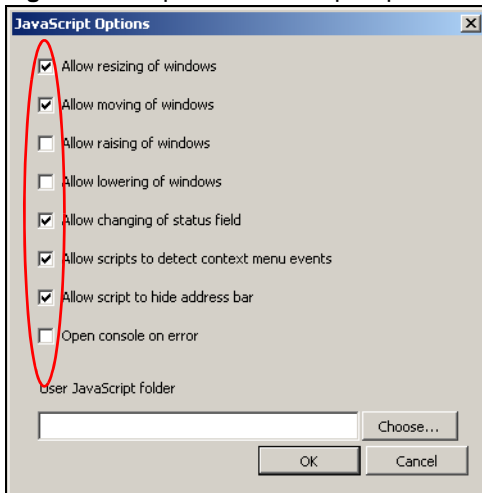 JavaScript Options
Allow resizing of windows
Allow moving of windows
Allow raising of windows
Allow lowering of windows
Allow changing of status field
Allow scripts to detect context menu events
Allow script to hide address bar
Open console on error
User JavaScript folder
Choose...
OK Cancel